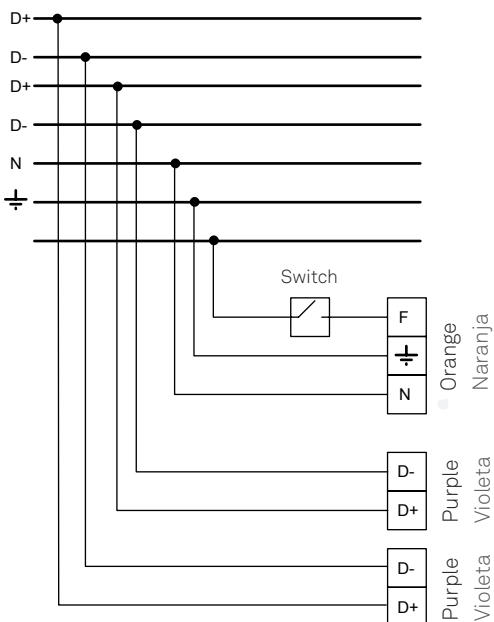 D+
D-
D+
D-
N
Switch
F
N
Orange
Naranja
D-
D+
Purple
Violeta
D-
D+
Purple
Violeta